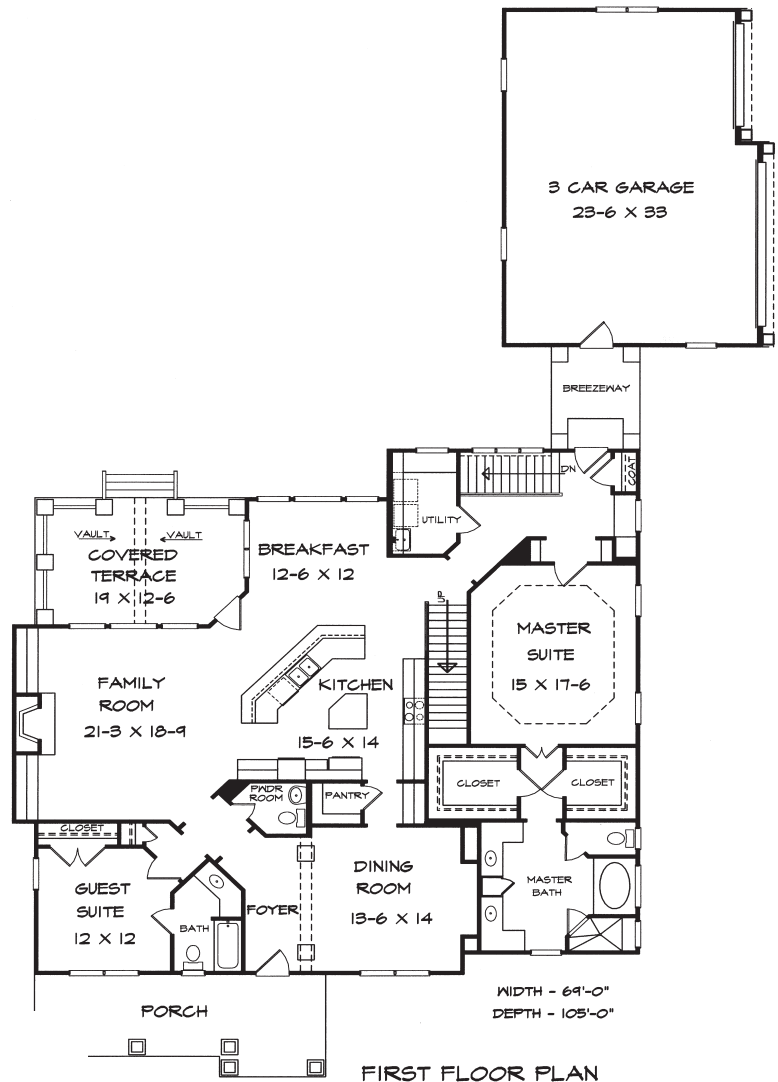 3 CAR GARAGE
23-6 X 33
BREEZEWAY
DN
COAT
UTILITY
VAULT
VAULT
COVERED
TERRACE
19 X 12-6
BREAKFAST
12-6 X 12
UP
MASTER
SUITE
15 X 17-6
FAMILY
ROOM
21-3 X 18-9
KITCHEN
15-6 X 14
CLOSET
CLOSET
PWDR
ROOM
PANTRY
CLOSET
GUEST
SUITE
12 X 12
BATH
FOYER
DINING
ROOM
13-6 X 14
MASTER
BATH
PORCH
WIDTH - 69'-0"
DEPTH - 105'-0"
FIRST FLOOR PLAN